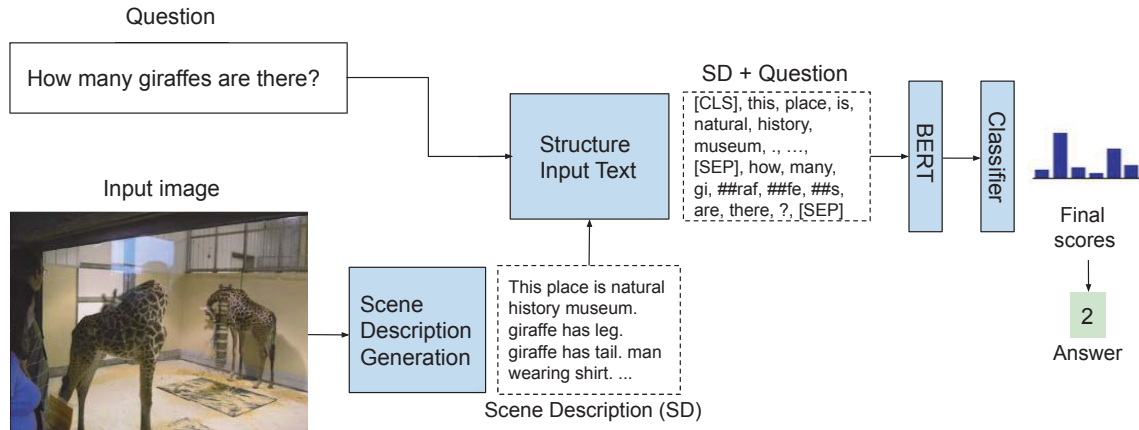 Question
How many giraffes are there?
Input image
Scene
Description
Generation
This place is natural
history museum.
giraffe has leg.
giraffe has tail. man
wearing shirt. ...
Scene Description (SD)
Structure
Input Text
SD + Question
[CLS], this, place, is,
natural, history,
museum, ., ...,
[SEP], how, many,
gi, ##raf, ##fe, ##s,
are, there, ?, [SEP]
BERT
Classifier
Final
scores
2
Answer